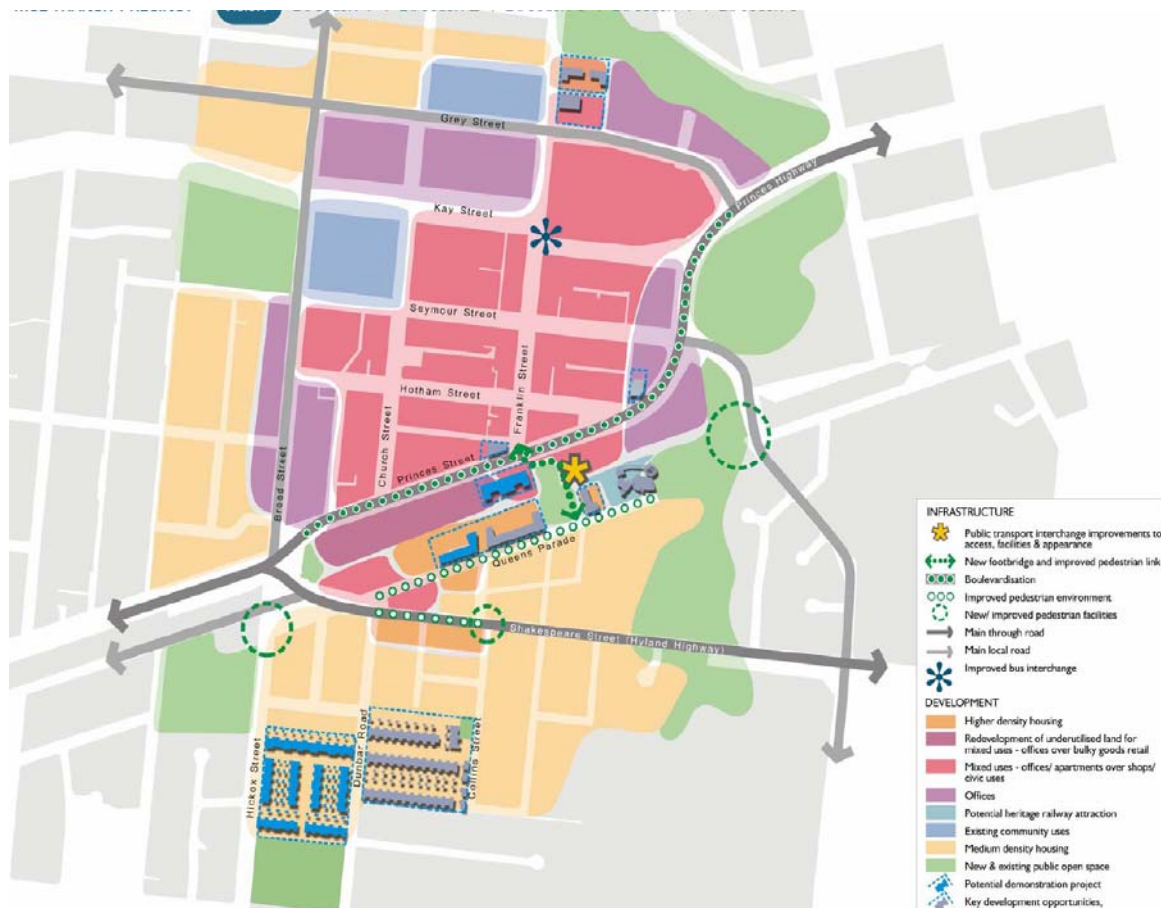 Grey Street
Princes Highway
Kay Street
Seymour Street
Franklin Street
Hotham Street
Church Street
Princes Street
Broad Street
Queens Parade
Shakespeare Street (Hyland Highway)
Dunbar Road
Collins Street
Hickox Street
INFRASTRUCTURE
Public transport interchange improvements to
access, facilities & appearance
New footbridge and improved pedestrian link
Boulevardisation
Improved pedestrian environment
New/ improved pedestrian facilities
Main through road
Main local road
Improved bus interchange
DEVELOPMENT
Higher density housing
Redevelopment of underutilised land for
mixed uses - offices over bulky goods retail
Mixed uses - offices/ apartments over shops/
civic uses
Offices
Potential heritage railway attraction
Existing community uses
Medium density housing
New & existing public open space
Potential demonstration project
Key development opportunities,